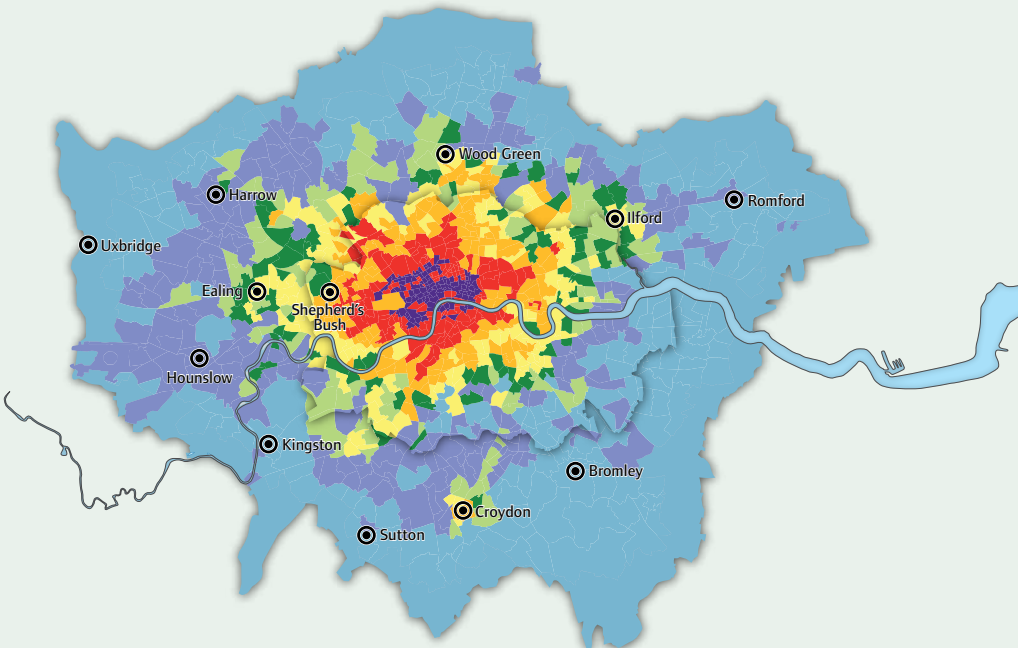 Wood Green
Harrow
Romford
Ilford
Uxbridge
Ealing
Shepherd's
Bush
Hounslow
Kingston
Bromley
Croydon
Sutton